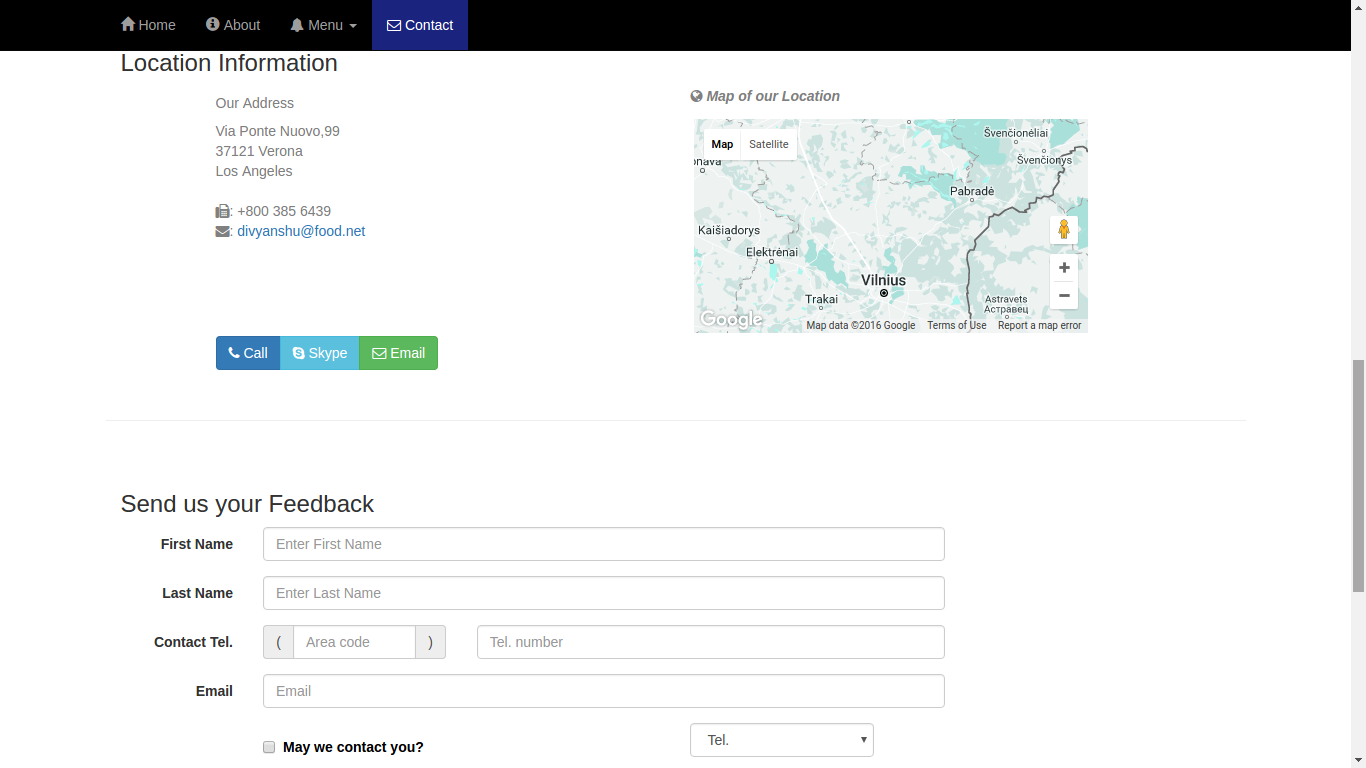 Home About Menu Contact
Location Information
Our Address
Via Ponte Nuovo,99
37121 Verona
Los Angeles
: +800 385 6439
: divyanshu@food.net
Call Skype Email
Map of our Location
Map Satellite
Švenčionėliai
Švenčionys
Pabradė
Kaišiadorys
Elektrėnai
Vilnius
Trakai
Astravets
Астравец
Google
Map data ©2016 Google Terms of Use Report a map error
Send us your Feedback
First Name Enter First Name
Last Name Enter Last Name
Contact Tel. ( Area code ) Tel. number
Email Email
May we contact you? Tel.